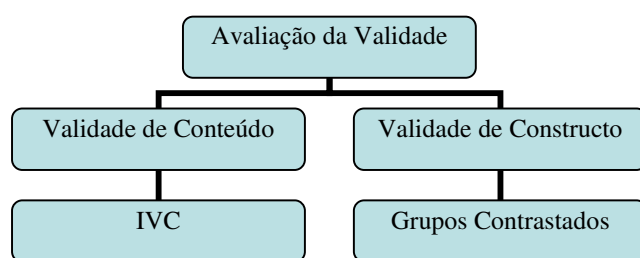 Avaliação da Validade
Validade de Conteúdo
Validade de Constructo
IVC
Grupos Contrastados